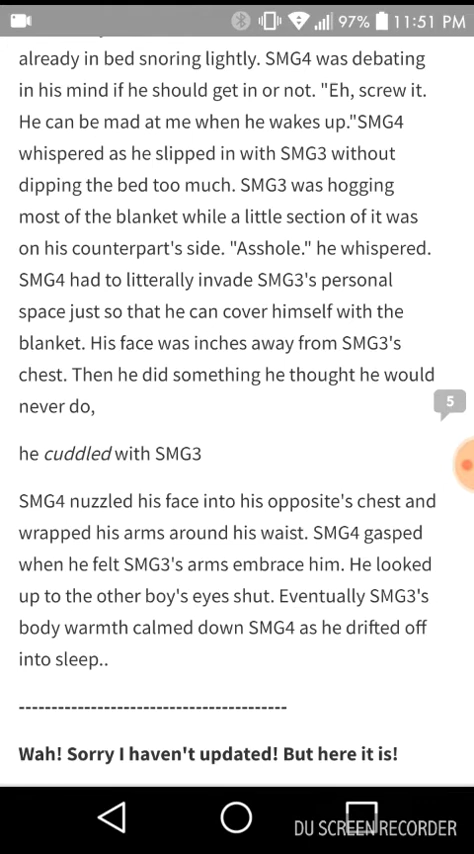 97% 11:51 PM
already in bed snoring lightly. SMG4 was debating
in his mind if he should get in or not. "Eh, screw it.
He can be mad at me when he wakes up."SMG4
whispered as he slipped in with SMG3 without
dipping the bed too much. SMG3 was hogging
most of the blanket while a little section of it was
on his counterpart's side. "Asshole." he whispered.
SMG4 had to litterally invade SMG3's personal
space just so that he can cover himself with the
blanket. His face was inches away from SMG3's
chest. Then he did something he thought he would
never do,
5
he cuddled with SMG3
SMG4 nuzzled his face into his opposite's chest and
wrapped his arms around his waist. SMG4 gasped
when he felt SMG3's arms embrace him. He looked
up to the other boy's eyes shut. Eventually SMG3's
body warmth calmed down SMG4 as he drifted off
into sleep..
-----------------------------------------
Wah! Sorry I haven't updated! But here it is!
DU SCREEN RECORDER